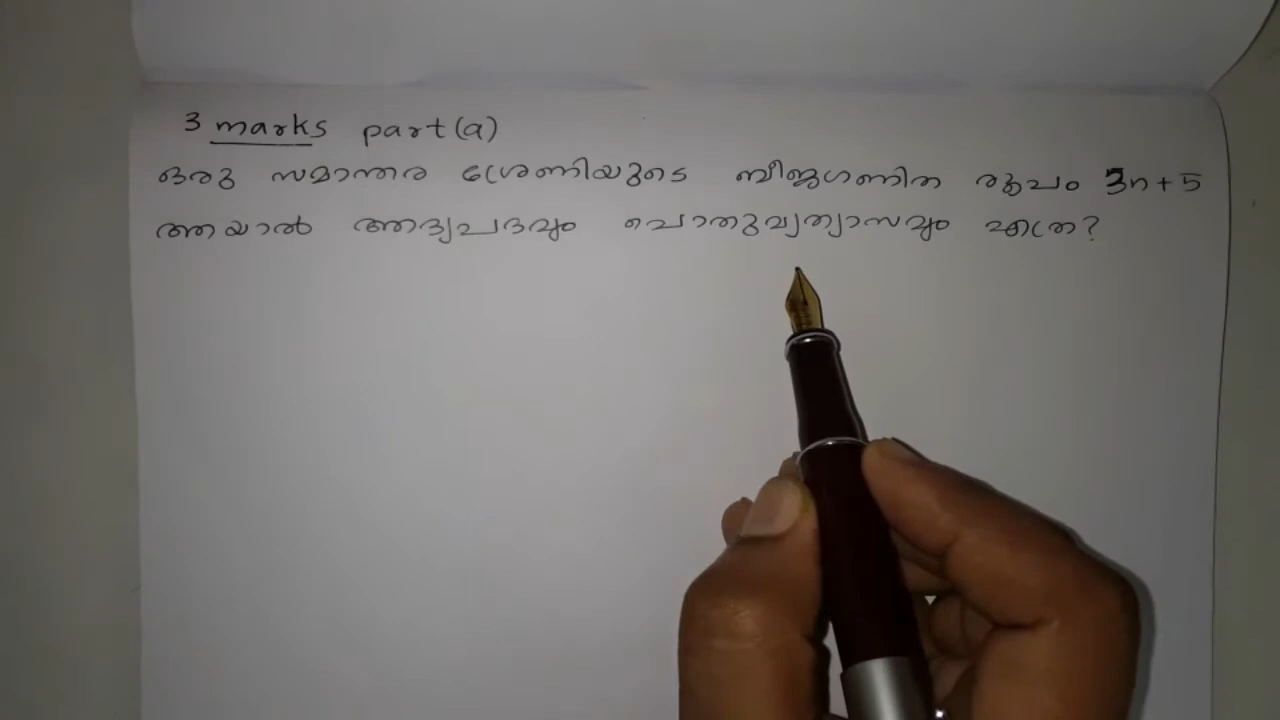 3 marks part(a)
ഒരു സമാന്തര ശ്രേണിയുടെ ബീജഗണിത രൂപം 3n+5
ആയാൽ ആദ്യപദവും പൊതുവ്യത്യാസവും എത്ര?